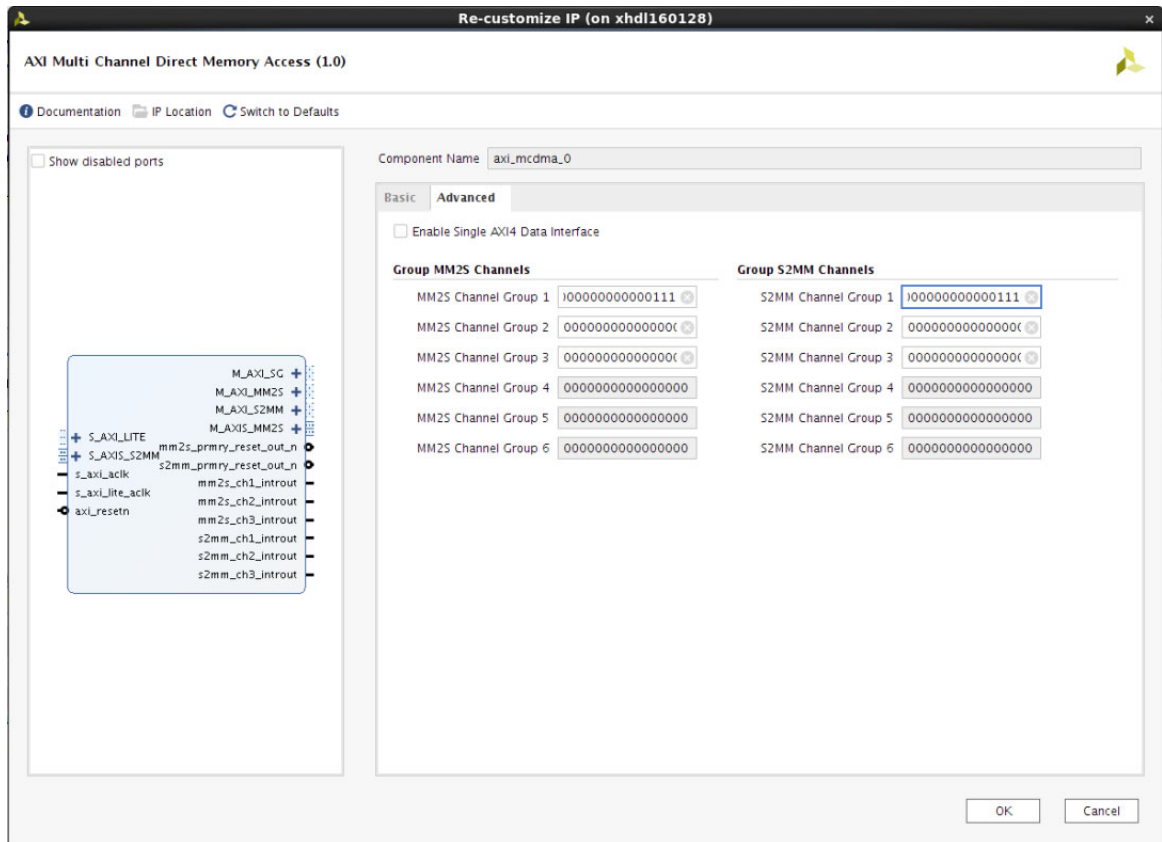 Re-customize IP (on xhdl160128)
AXI Multi Channel Direct Memory Access (1.0)
Documentation IP Location Switch to Defaults
Show disabled ports
M_AXI_SG
M_AXI_MM2S
M_AXI_S2MM
M_AXIS_MM2S
S_AXI_LITE
mm2s_prmry_reset_out_n
S_AXIS_S2MM
s2mm_prmry_reset_out_n
s_axi_aclk
mm2s_ch1_introut
s_axi_lite_aclk
mm2s_ch2_introut
axi_resetn
mm2s_ch3_introut
s2mm_ch1_introut
s2mm_ch2_introut
s2mm_ch3_introut
Component Name axi_mcdma_0
Basic Advanced
Enable Single AXI4 Data Interface
Group MM2S Channels
MM2S Channel Group 1 )00000000000111
MM2S Channel Group 2 00000000000000(
MM2S Channel Group 3 00000000000000(
MM2S Channel Group 4 0000000000000000
MM2S Channel Group 5 0000000000000000
MM2S Channel Group 6 0000000000000000
Group S2MM Channels
S2MM Channel Group 1 )00000000000111
S2MM Channel Group 2 00000000000000(
S2MM Channel Group 3 00000000000000(
S2MM Channel Group 4 0000000000000000
S2MM Channel Group 5 0000000000000000
S2MM Channel Group 6 0000000000000000
OK Cancel